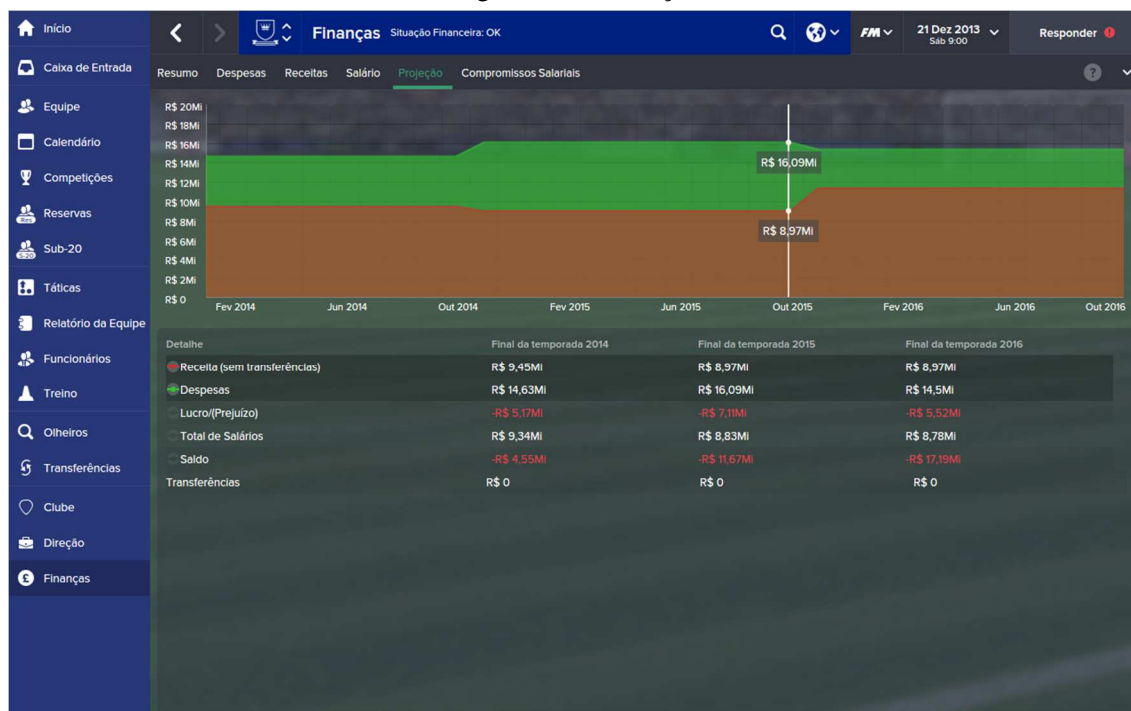 Início
Caixa de Entrada
Equipe
Calendário
Competições
Reservas
Sub-20
Táticas
Relatório da Equipe
Funcionários
Treino
Olheiros
Transferências
Clube
Direção
Finanças
Finanças Situação Financeira: OK
FM
21 Dez 2013
Sáb 9:00
Responder
Resumo Despesas Receitas Salário Projeção Compromissos Salariais
R$ 20Mi
R$ 18Mi
R$ 16Mi
R$ 14Mi
R$ 12Mi
R$ 10Mi
R$ 8Mi
R$ 6Mi
R$ 4Mi
R$ 2Mi
R$ 0
R$ 16,09Mi
R$ 8,97Mi
Fev 2014 Jun 2014 Out 2014 Fev 2015 Jun 2015 Out 2015 Fev 2016 Jun 2016 Out 2016
Detalhe Final da temporada 2014 Final da temporada 2015 Final da temporada 2016
Receita (sem transferências) R$ 9,45Mi R$ 8,97Mi R$ 8,97Mi
Despesas R$ 14,63Mi R$ 16,09Mi R$ 14,5Mi
Lucro/(Prejuízo) -R$ 5,17Mi -R$ 7,11Mi -R$ 5,52Mi
Total de Salários R$ 9,34Mi R$ 8,83Mi R$ 8,78Mi
Saldo -R$ 4,55Mi -R$ 11,67Mi -R$ 17,19Mi
Transferências R$ 0 R$ 0 R$ 0